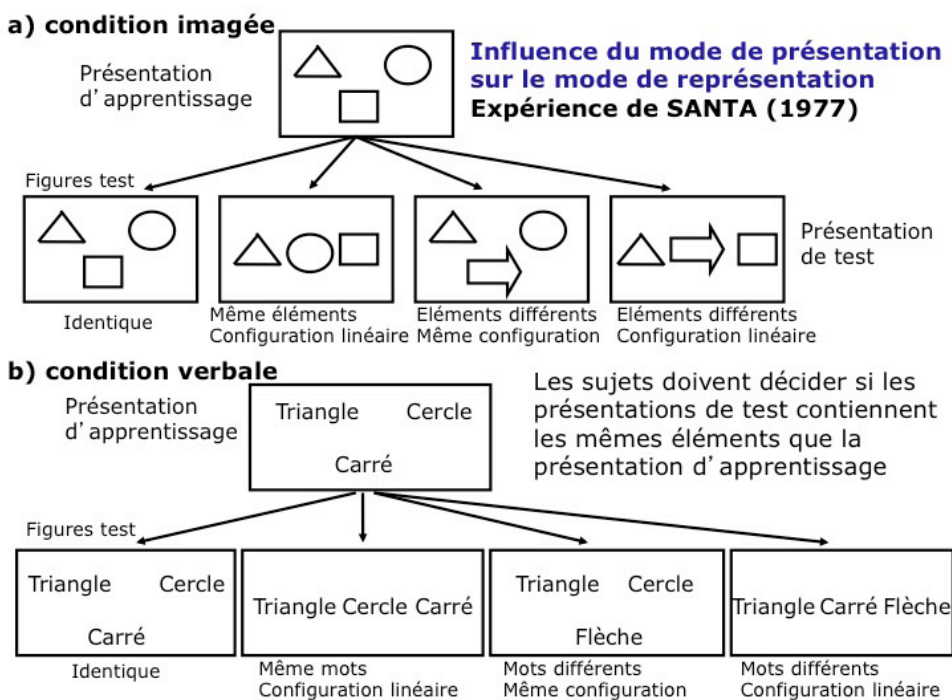 a) condition imagée
Présentation
d'apprentissage
Influence du mode de présentation
sur le mode de représentation
Expérience de SANTA (1977)
Figures test
Présentation
de test
Identique
Même éléments
Configuration linéaire
Eléments différents
Même configuration
Eléments différents
Configuration linéaire
b) condition verbale
Présentation
d'apprentissage
Triangle Cercle
Carré
Les sujets doivent décider si les
présentations de test contiennent
les mêmes éléments que la
présentation d'apprentissage
Figures test
Triangle Cercle
Carré
Triangle Cercle Carré
Triangle Cercle
Flèche
Triangle Carré Flèche
Identique
Même mots
Configuration linéaire
Mots différents
Même configuration
Mots différents
Configuration linéaire